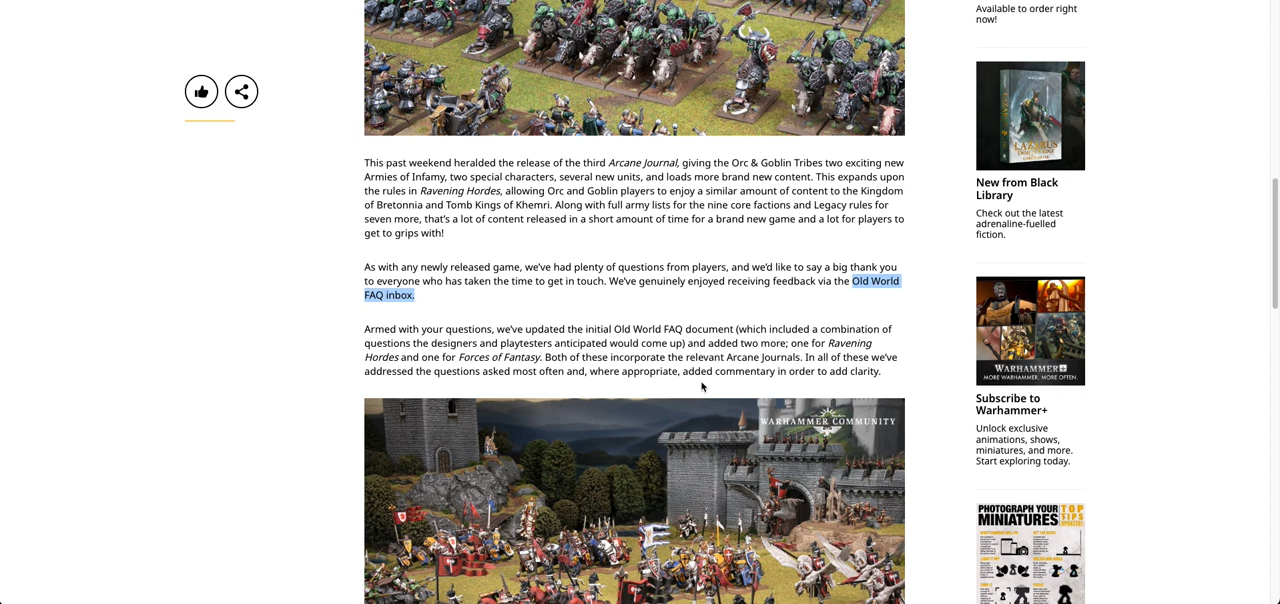 This past weekend heralded the release of the third Arcane Journal, giving the Orc & Goblin Tribes two exciting new
Armies of Infamy, two special characters, several new units, and loads more brand new content. This expands upon
the rules in Ravening Hordes, allowing Orc and Goblin players to enjoy a similar amount of content to the Kingdom
of Bretonnia and Tomb Kings of Khemri. Along with full army lists for the nine core factions and Legacy rules for
seven more, that's a lot of content released in a short amount of time for a brand new game and a lot for players to
get to grips with!
As with any newly released game, we've had plenty of questions from players, and we'd like to say a big thank you
to everyone who has taken the time to get in touch. We've genuinely enjoyed receiving feedback via the Old World
FAQ inbox.
Armed with your questions, we've updated the initial Old World FAQ document (which included a combination of
questions the designers and playtesters anticipated would come up) and added two more; one for Ravening
Hordes and one for Forces of Fantasy. Both of these incorporate the relevant Arcane Journals. In all of these we've
addressed the questions asked most often and, where appropriate, added commentary in order to add clarity.
WARHAMMER COMMUNITY
Available to order right
now!
LAZARUS
New from Black
Library
Check out the latest
adrenaline-fuelled
fiction.
WARHAMMER+
MORE WARHAMMER. MORE OFTEN.
Subscribe to
Warhammer+
Unlock exclusive
animations, shows,
miniatures, and more.
Start exploring today.
PHOTOGRAPH YOUR
MINIATURES
TOP
TIPS